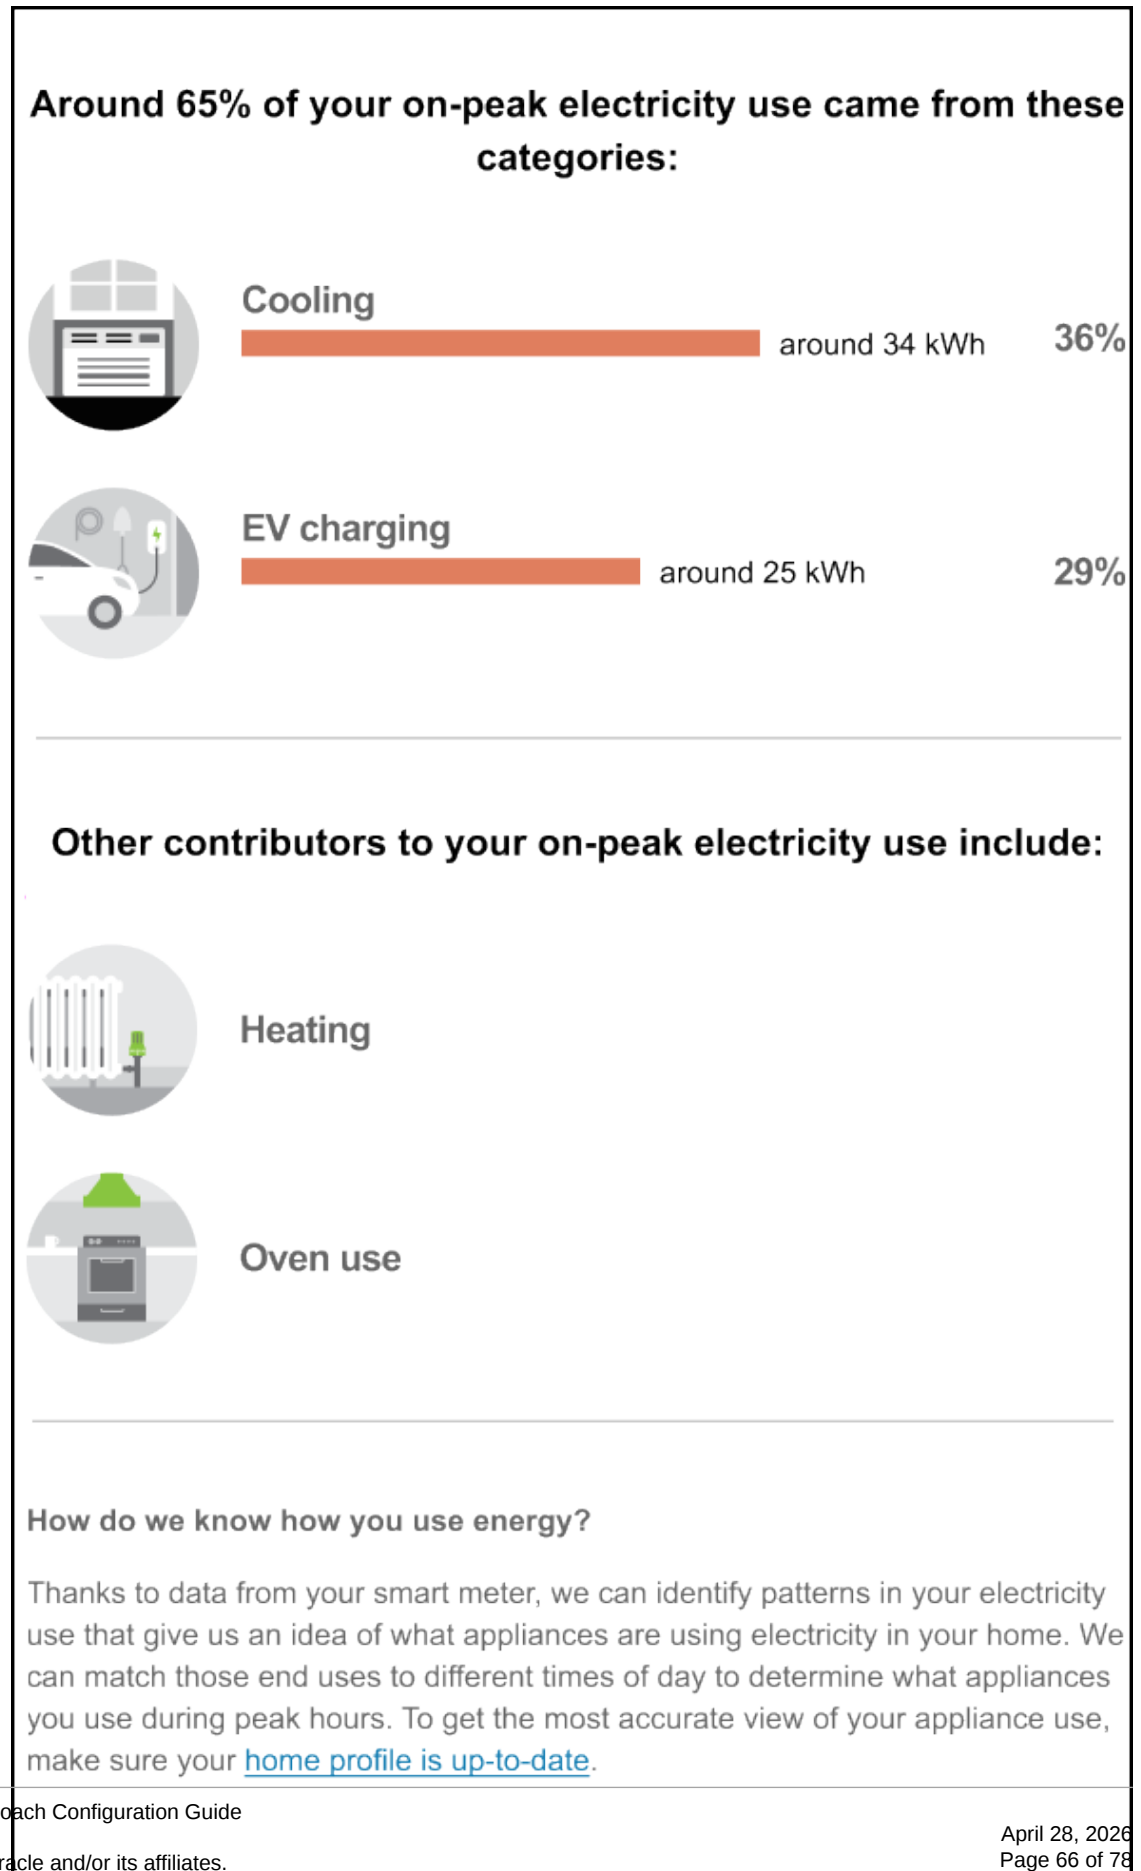 Around 65% of your on-peak electricity use came from these
categories:
Cooling
around 34 kWh
36%
EV charging
around 25 kWh
29%
Other contributors to your on-peak electricity use include:
Heating
Oven use
How do we know how you use energy?
Thanks to data from your smart meter, we can identify patterns in your electricity
use that give us an idea of what appliances are using electricity in your home. We
can match those end uses to different times of day to determine what appliances
you use during peak hours. To get the most accurate view of your appliance use,
make sure your home profile is up-to-date.
oach Configuration Guide
April 28, 2026
racle and/or its affiliates.
Page 66 of 78